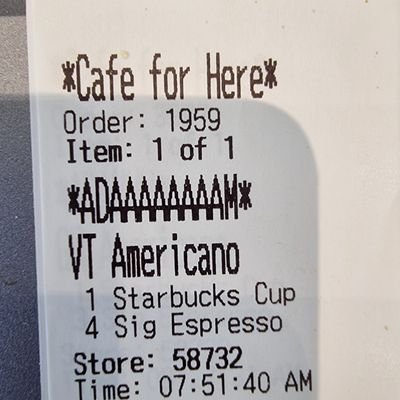 *Cafe for Here*
Order: 1959
Item: 1 of 1
*ADAAAAAAAAM*
VT Americano
1 Starbucks Cup
4 Sig Espresso
Store: 58732
Time: 07:51:40 AM